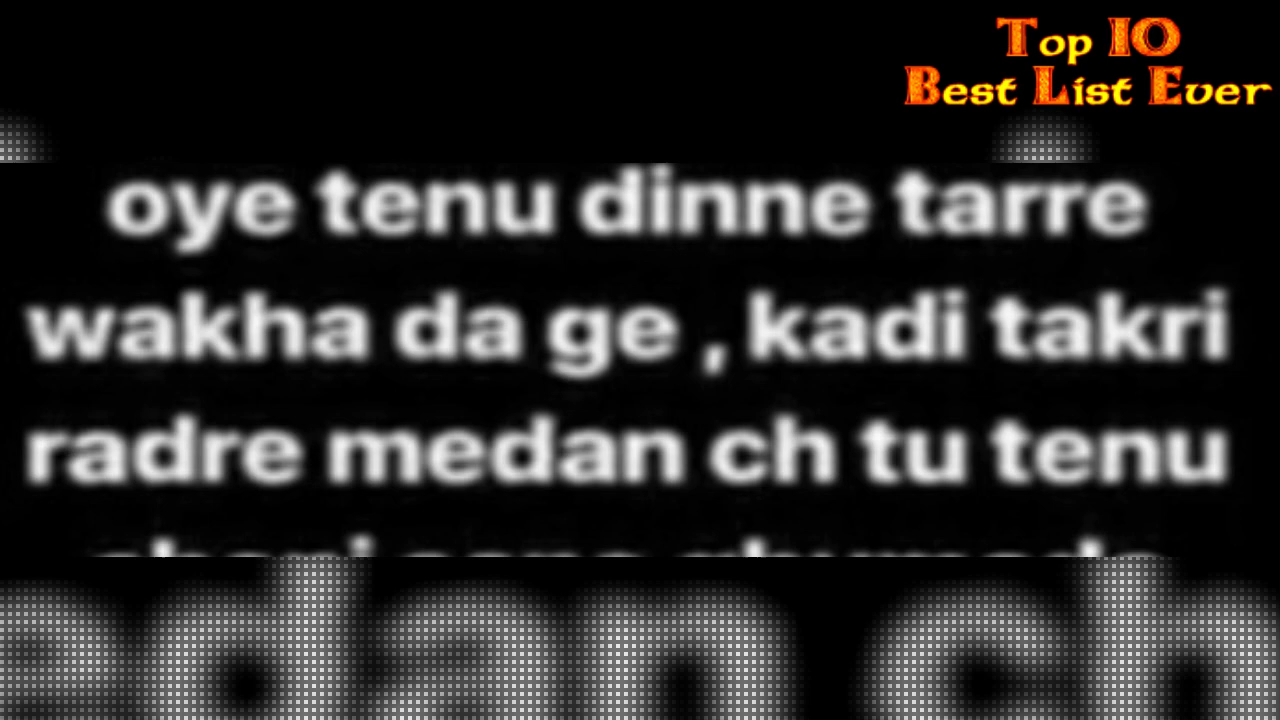 Top 10
Best List Ever
oye tenu dinne tarre
wakha da ge , kadi takri
radre medan ch tu tenu